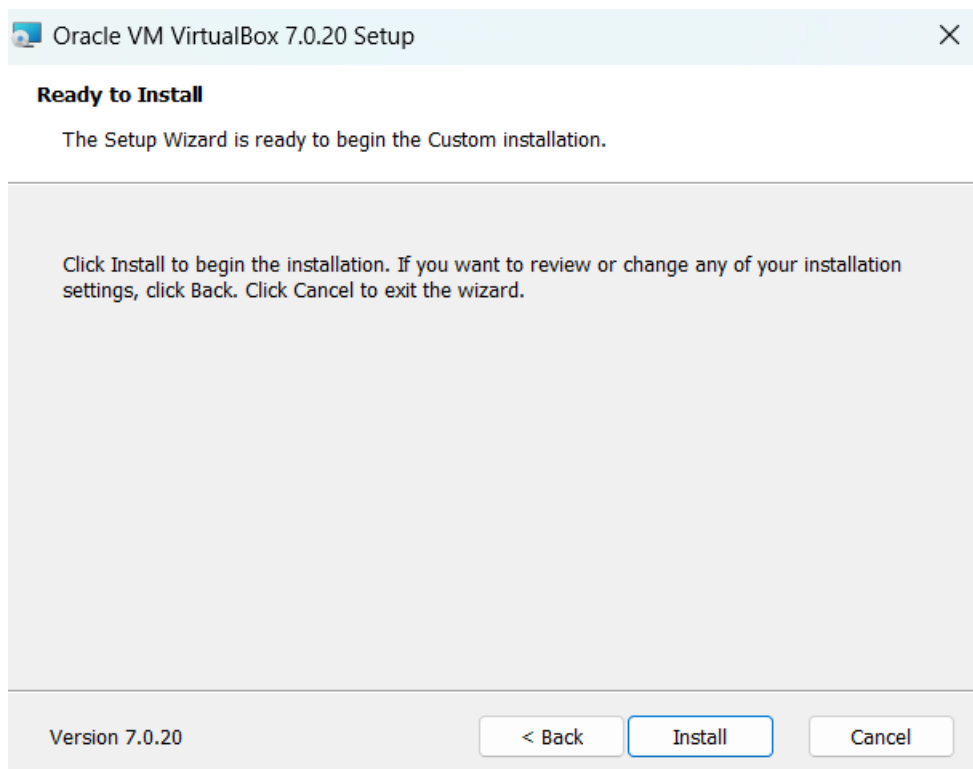 Oracle VM VirtualBox 7.0.20 Setup
Ready to Install
The Setup Wizard is ready to begin the Custom installation.
Click Install to begin the installation. If you want to review or change any of your installation
settings, click Back. Click Cancel to exit the wizard.
Version 7.0.20
< Back
Install
Cancel